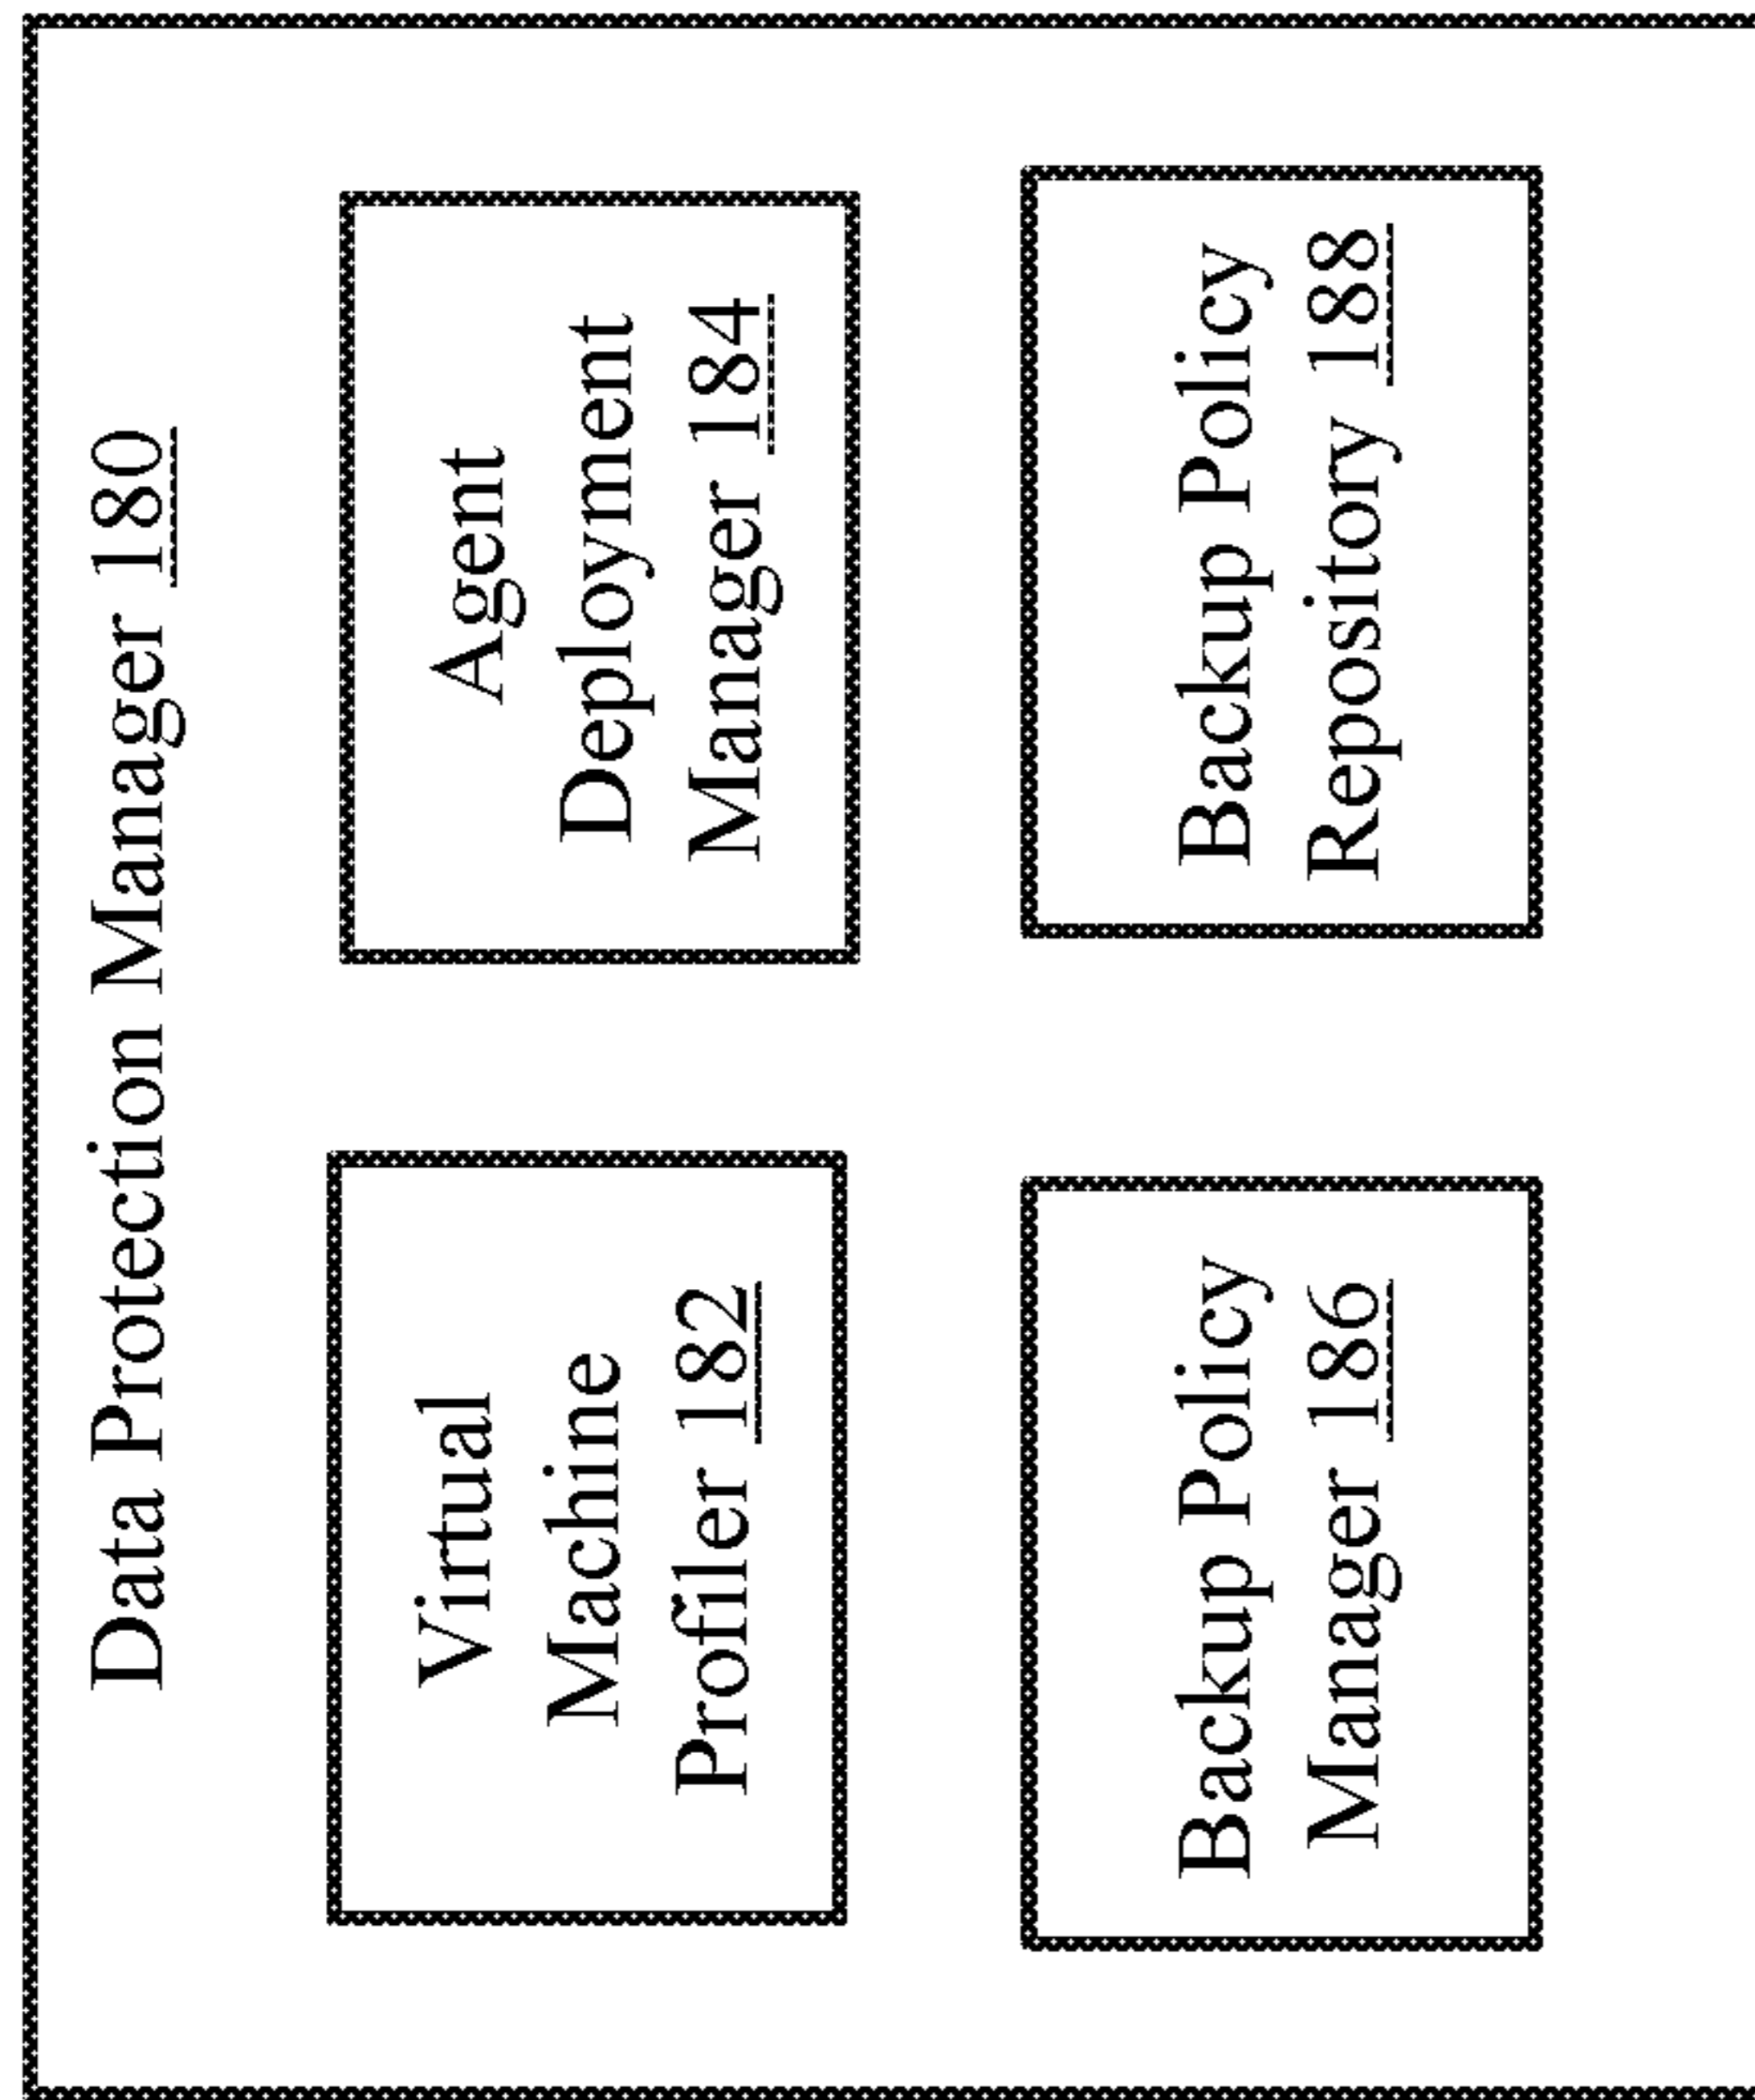 Data Protection Manager 180
Virtual
Machine
Profiler 182
Agent
Deployment
Manager 184
Backup Policy
Manager 186
Backup Policy
Repository 188